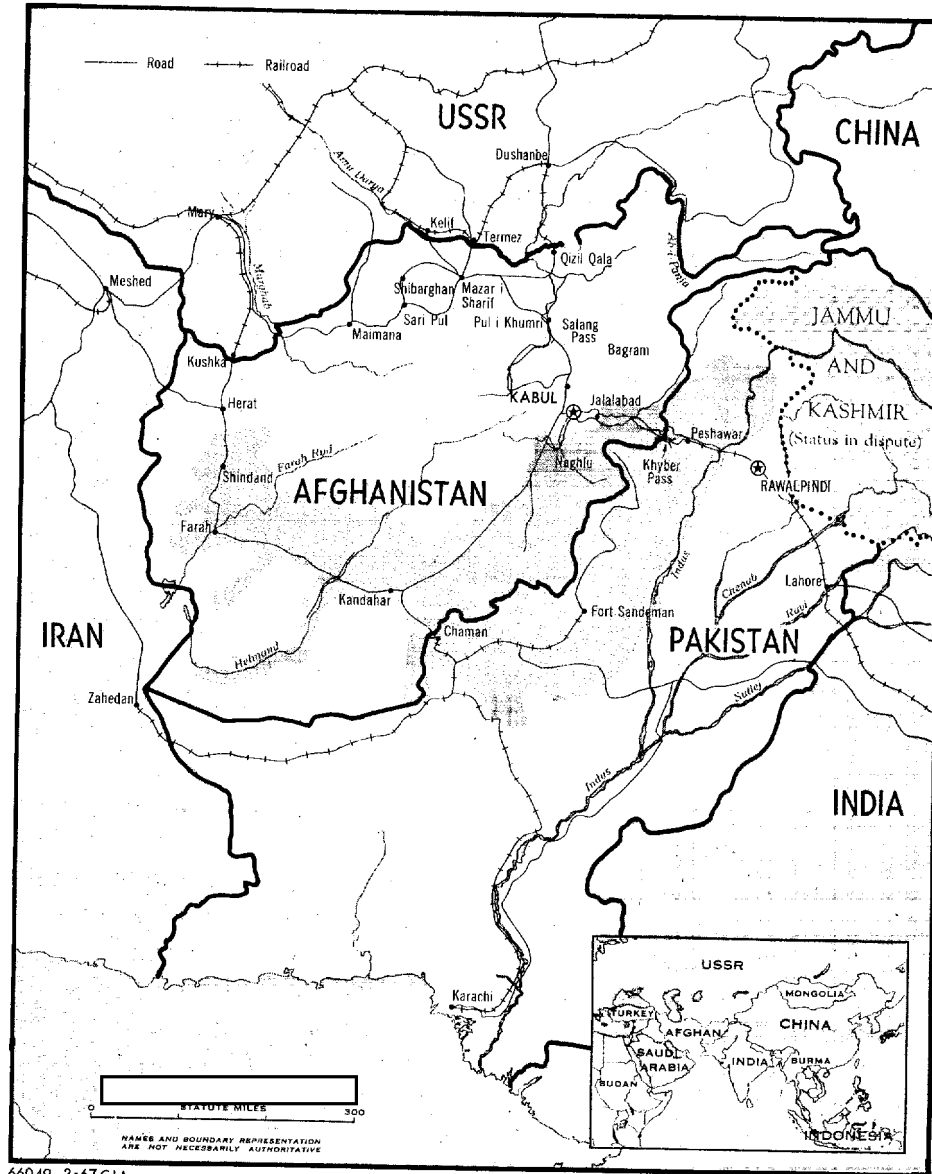 Road Railroad
USSR
CHINA
Dushanbe
Amu Darya
Mary
Kelif
Termez
Qizil Qala
Ab-i-Panja
Meshed
Murghab
Shibarghan
Mazar i
Sharif
JAMMU
Sari Pul
Pul i Khumri
Salang
Pass
Maimana
Bagram
Kushka
AND
KABUL
Herat
Jalalabad
KASHMIR
Peshawar
(Status in dispute)
Naghlu
Khyber
Pass
Farah Rud
Shindand
RAWALPINDI
AFGHANISTAN
Farah
Indus
Chenab
Lahore
Kandahar
Ravi
Fort Sandeman
IRAN
Chaman
PAKISTAN
Helmand
Zahedan
Sutlej
Indus
INDIA
USSR
MONGOLIA
Karachi
TURKEY
CHINA
AFGHAN
SAUDI
ARABIA
INDIA
BURMA
SUDAN
INDONESIA
0 STATUTE MILES 300
NAMES AND BOUNDARY REPRESENTATION
ARE NOT NECESSARILY AUTHORITATIVE
66049 2-67 CIA